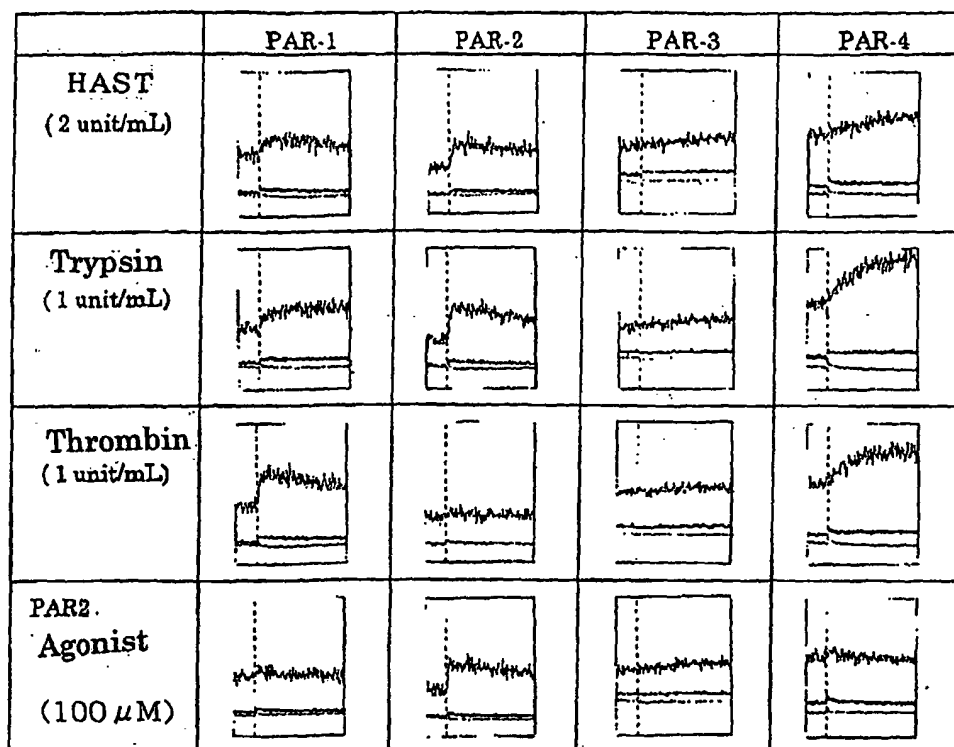 PAR-1 PAR-2 PAR-3 PAR-4
HAST
(2 unit/mL)
Trypsin
(1 unit/mL)
Thrombin
(1 unit/mL)
PAR2.
Agonist
(100 μM)